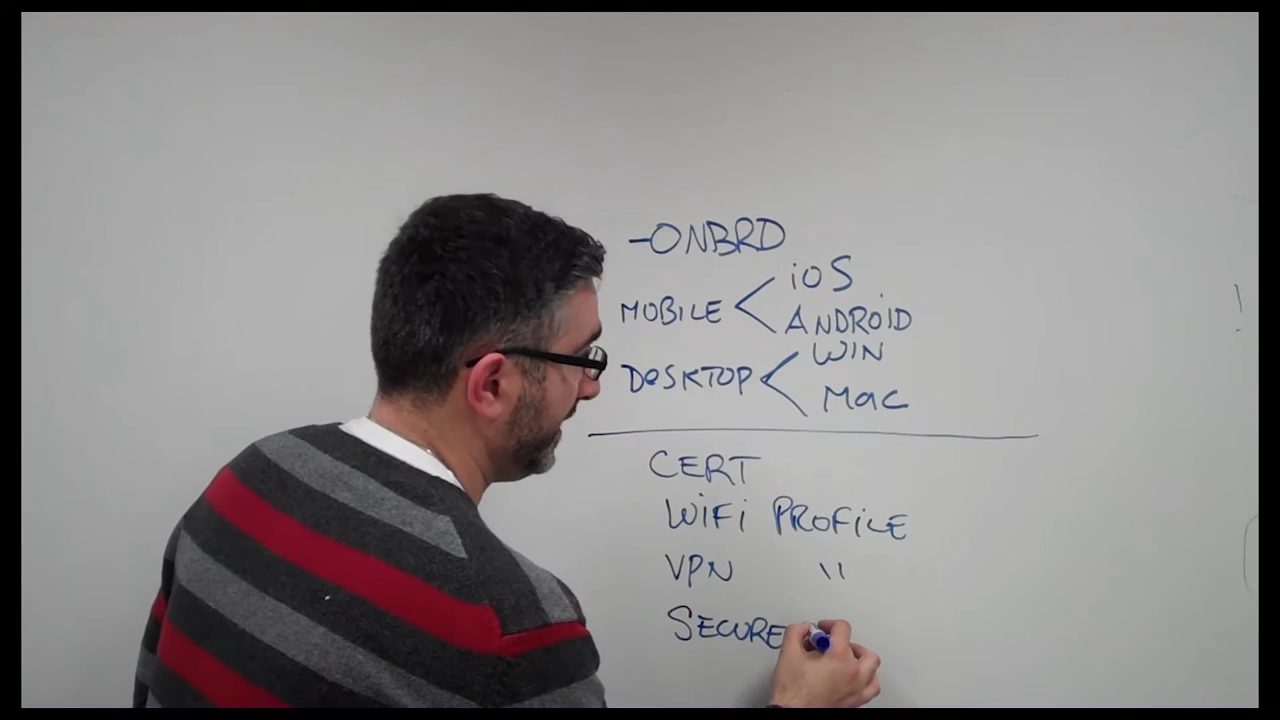 -ONBRD
MOBILE < iOS
ANDROID
DESKTOP < WIN
MAC
CERT
WiFi PROFiLE
VPN "
SECURE